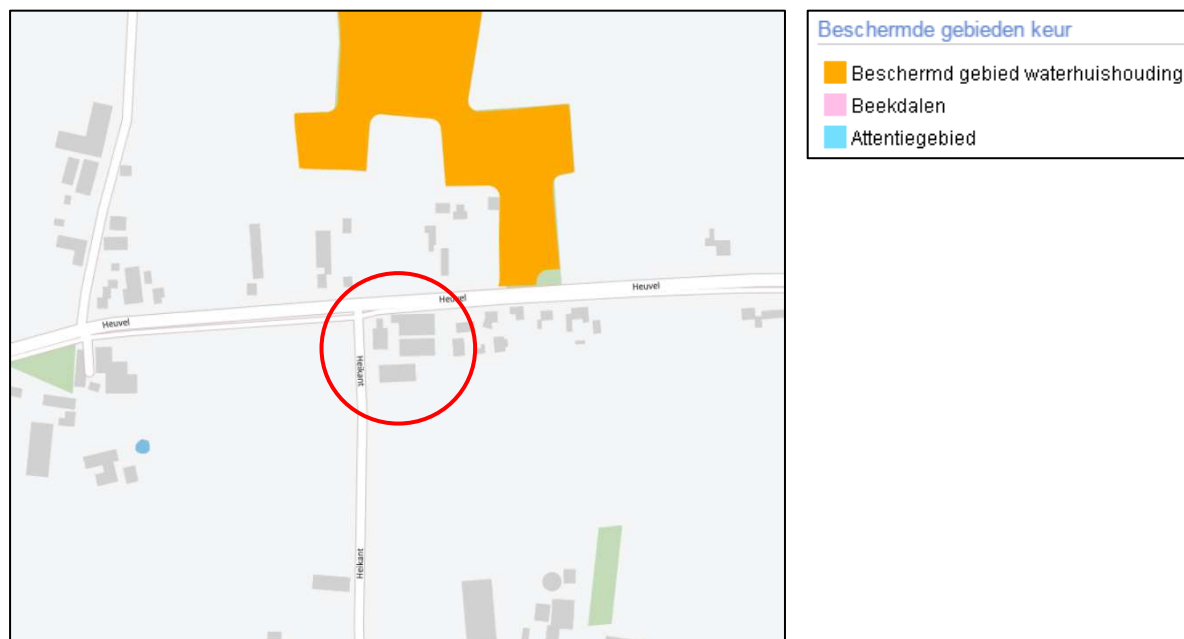 Beschermde gebieden keur
Beschermd gebied waterhuishouding
Beekdalen
Attentiegebied
Heuvel
Heuvel
Heuvel
Heikant
Heikant